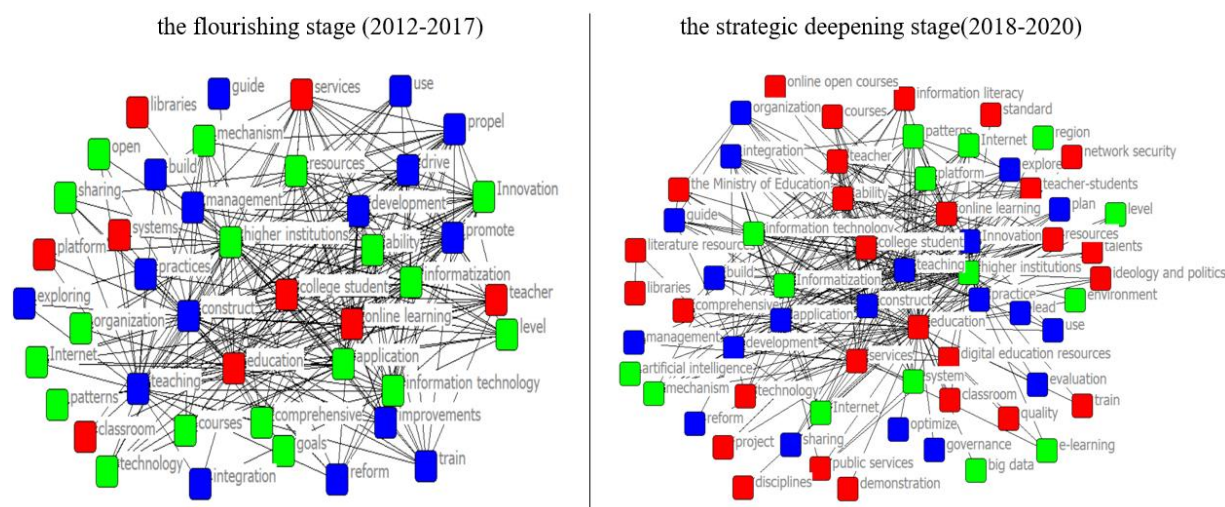 the flourishing stage (2012-2017)
guide
services
use
libraries
propel
mechanism
open
resources
drive
build
sharing
Innovation
management
development
systems
higher institutions
ability
promote
platform
practices
informatization
college student
teacher
exploring
construct
online learning
organization
level
Internet
education
application
teaching
information technology
patterns
comprehensive
improvements
classroom
courses
goals
technology
integration
reform
train
the strategic deepening stage(2018-2020)
online open courses
information literacy
organization
courses
standard
patterns
Internet
region
integration
teacher
explore
network security
platform
the Ministry of Educations
ability
teacher-students
guide
online learning
plan
level
information technology
Innovation
resources
literature resources
college student
talents
teaching
higher institutions
build
Informatization
ideology and politics
libraries
comprehensive
construct
practice
environment
application
lead
management
education
use
development
services
digital education resources
artificial intelligence
system
evaluation
mechanism
technology
classroom
train
reform
Internet
quality
optimize
project
sharing
governance
e-learning
public services
big data
disciplines
demonstration